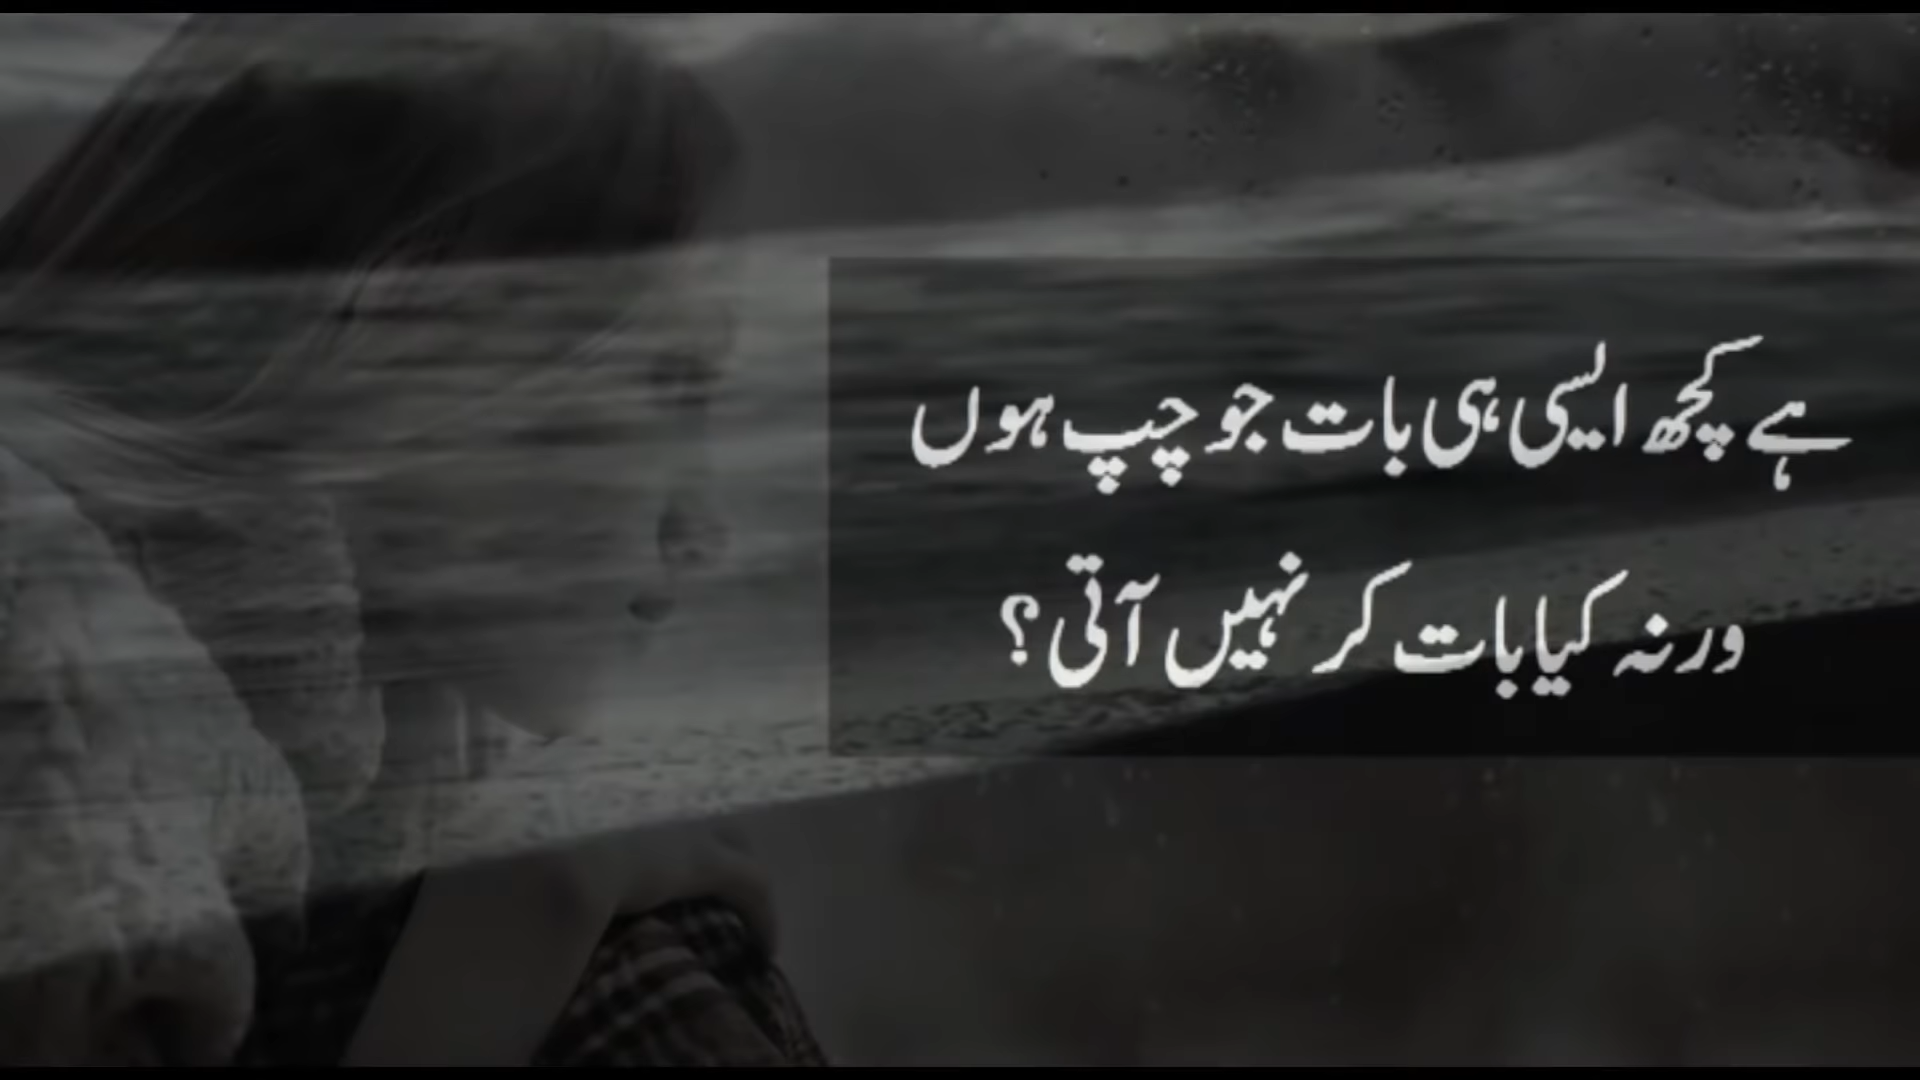 ہے کچھ ایسی ہی بات جو چپ ہوں
ورنہ کیا بات کر نہیں آتی؟